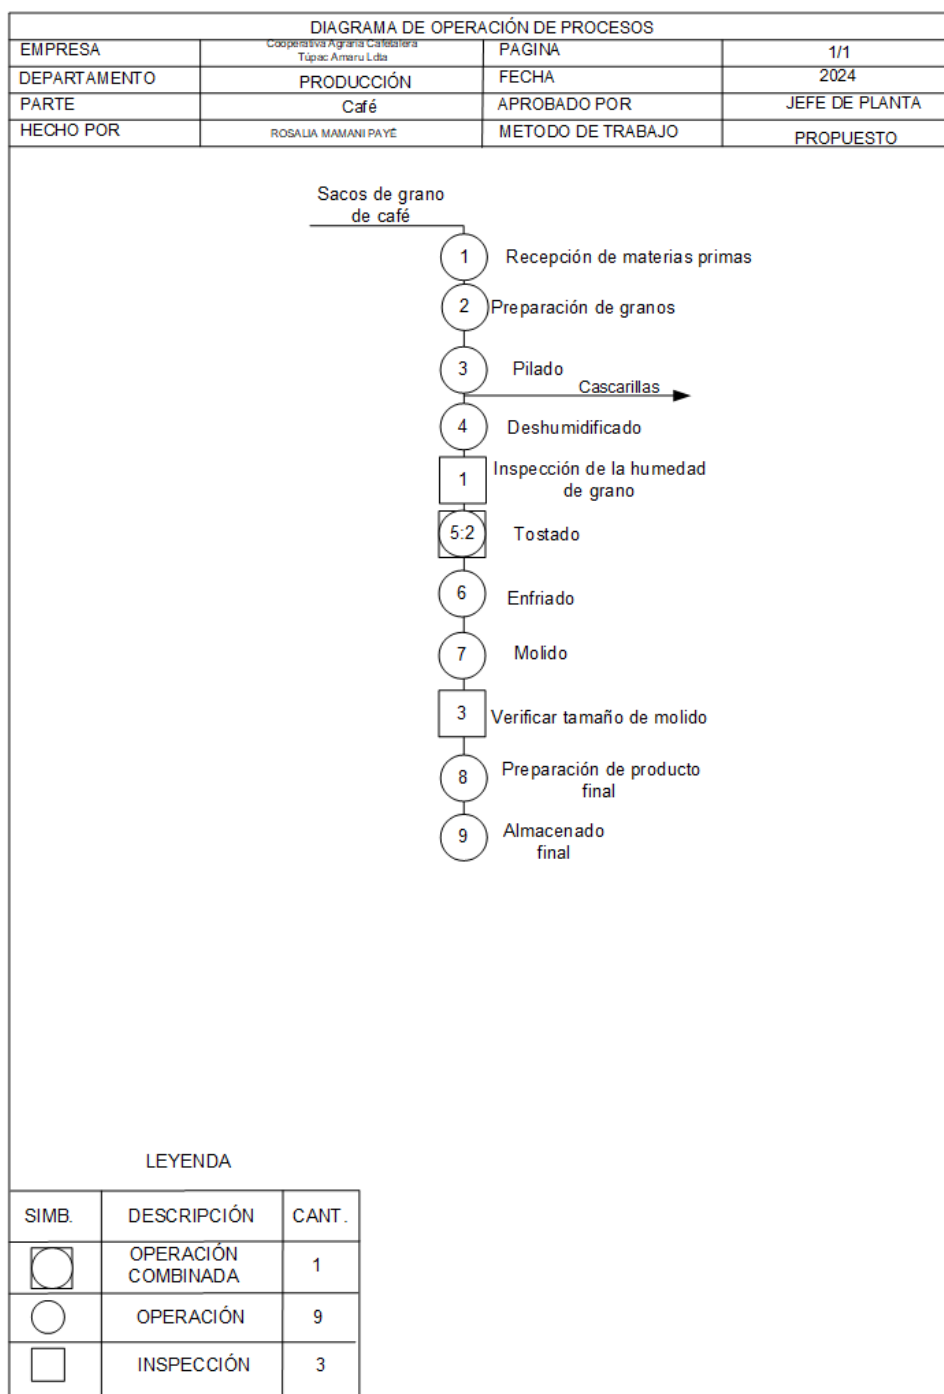 DIAGRAMA DE OPERACIÓN DE PROCESOS
EMPRESA
Cooperativa Agraria Cafetalera
Túpac Amaru Ldta
PAGINA
1/1
DEPARTAMENTO
PRODUCCIÓN
FECHA
2024
PARTE
Café
APROBADO POR
JEFE DE PLANTA
HECHO POR
ROSALIA MAMANI PAYÉ
METODO DE TRABAJO
PROPUESTO
Sacos de grano
de café
1
Recepción de materias primas
2
Preparación de granos
3
Pilado
Cascarillas
4
Deshumidificado
1
Inspección de la humedad
de grano
5:2
Tostado
6
Enfriado
7
Molido
3
Verificar tamaño de molido
8
Preparación de producto
final
9
Almacenado
final
LEYENDA
SIMB.
DESCRIPCIÓN
CANT.
OPERACIÓN
COMBINADA
1
OPERACIÓN
9
INSPECCIÓN
3